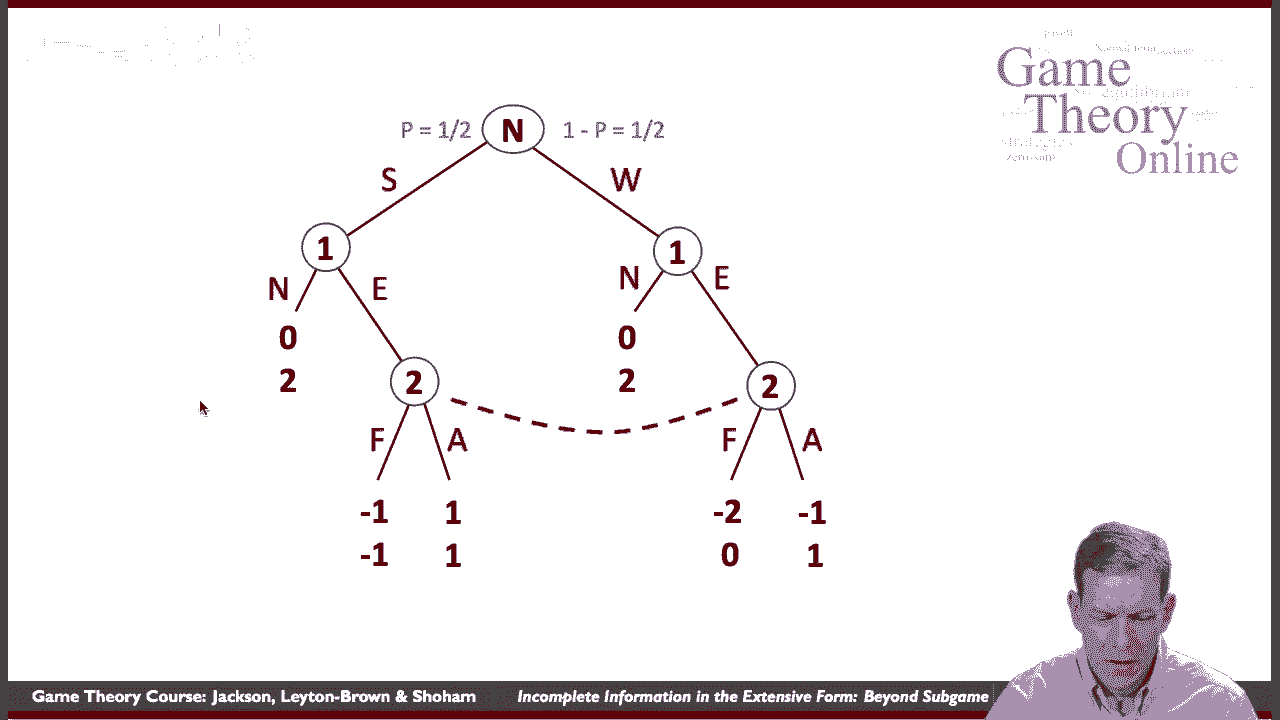 Game
Theory
Online
P = 1/2 N 1 - P = 1/2
S W
1 1
N E N E
0 0
2 2
2 2
F A F A
-1 1 -2 -1
-1 1 0 1
Game Theory Course: Jackson, Leyton-Brown & Shoham Incomplete Information in the Extensive Form: Beyond Subgame